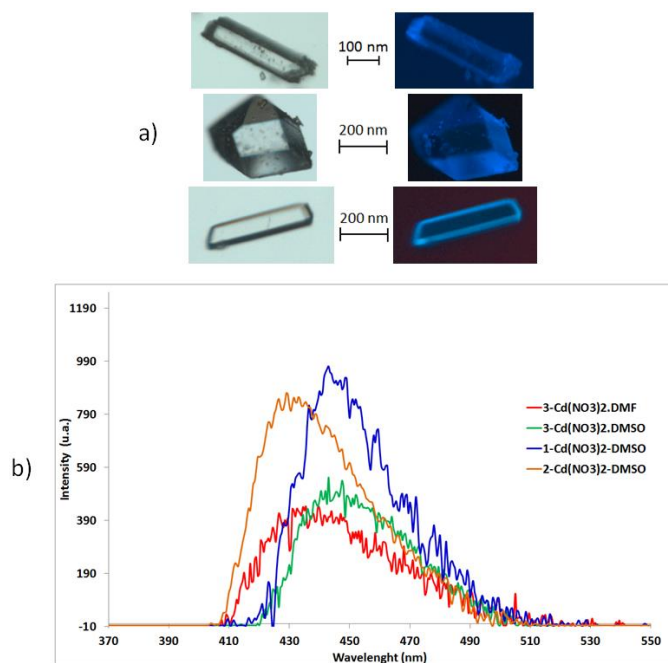 100 nm
a)
200 nm
200 nm
b)
Intensity (u.a.)
1190
990
790
590
390
190
-10
3-Cd(NO3)2.DMF
3-Cd(NO3)2.DMSO
1-Cd(NO3)2-DMSO
2-Cd(NO3)2-DMSO
370 390 410 430 450 470 490 510 530 550
Wavelenght (nm)